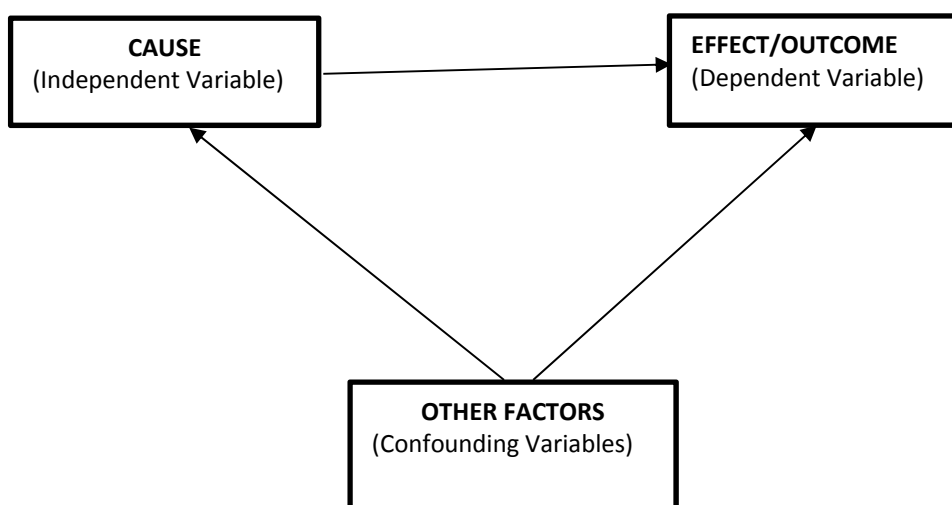 CAUSE
(Independent Variable)
EFFECT/OUTCOME
(Dependent Variable)
OTHER FACTORS
(Confounding Variables)